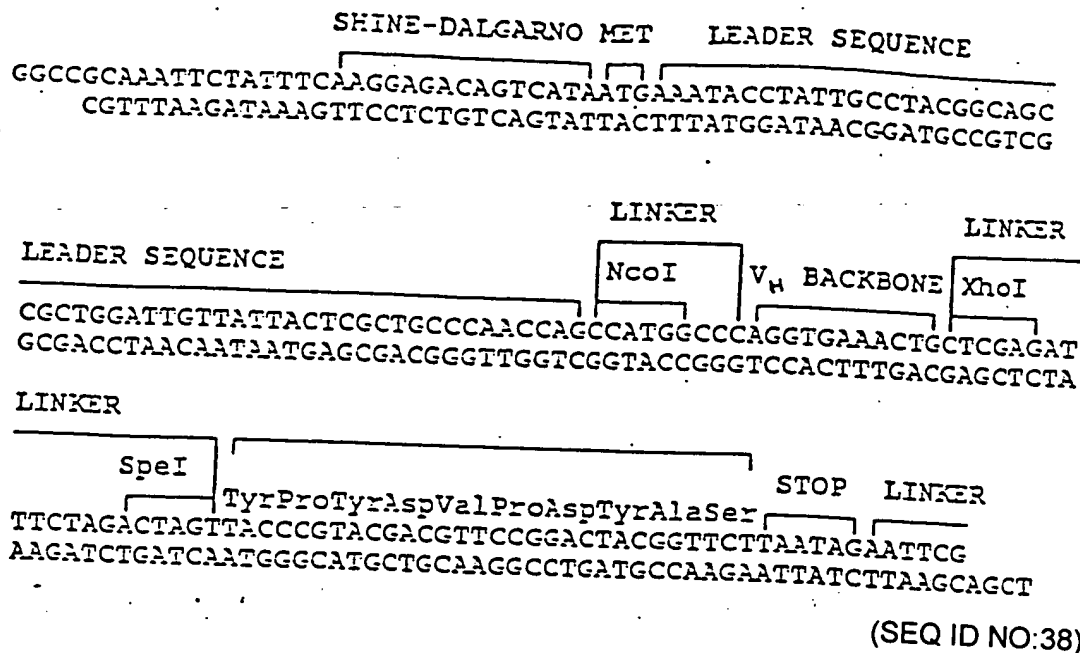 SHINE-DALGARNO MET LEADER SEQUENCE
GGCCGCAAATTCTATTTCAAGGAGACAGTCATAATGAAATACCTATTGCCTACGGCAGC
CGTTTAAGATAAAGTTCCTCTGTCAGTATTACTTTATGGATAACGGATGCCGTCG
LINKER LINKER
LEADER SEQUENCE NcoI VH BACKBONE XhoI
CGCTGGATTGTTATTACTCGCTGCCCAACCAGCCATGGCCCAGGTGAAACTGCTCGAGAT
GCGACCTAACAATAATGAGCGACGGGTTGGTCGGTACCGGGTCCACTTTGACGAGCTCTA
LINKER
SpeI STOP LINKER
TyrProTyrAspValProAspTyrAlaSer
TTCTAGACTAGTTACCCGTACGACGTTCCGGACTACGGTTCTTAATAGAATTCG
AAGATCTGATCAATGGGCATGCTGCAAGGCCTGATGCCAAGAATTATCTTAAGCAGCT
(SEQ ID NO:38)